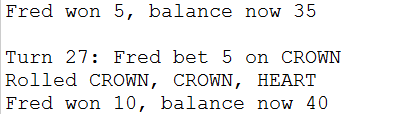 Fred won 5, balance now 35
Turn 27: Fred bet 5 on CROWN
Rolled CROWN, CROWN, HEART
Fred won 10, balance now 40